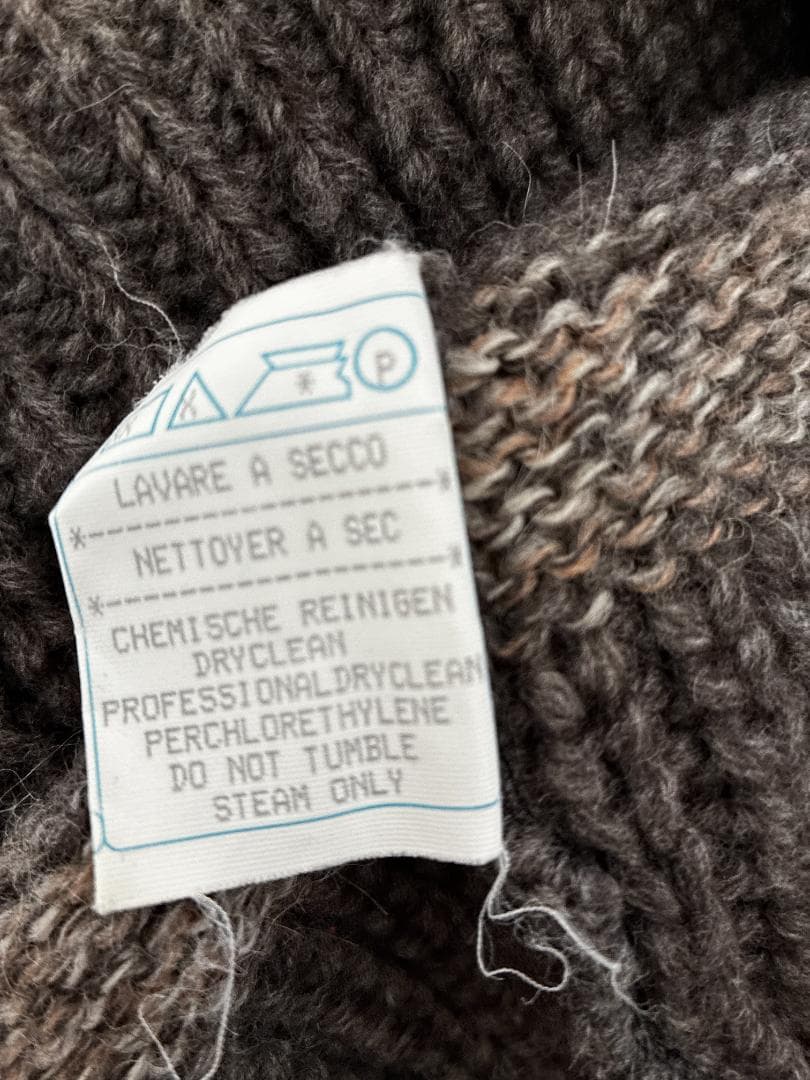 X X * P
LAVARE A SECCO
*--------------------*
NETTOYER A SEC
*--------------------*
CHEMISCHE REINIGEN
DRYCLEAN
PROFESSIONALDRYCLEAN
PERCHLORETHYLENE
DO NOT TUMBLE
STEAM ONLY